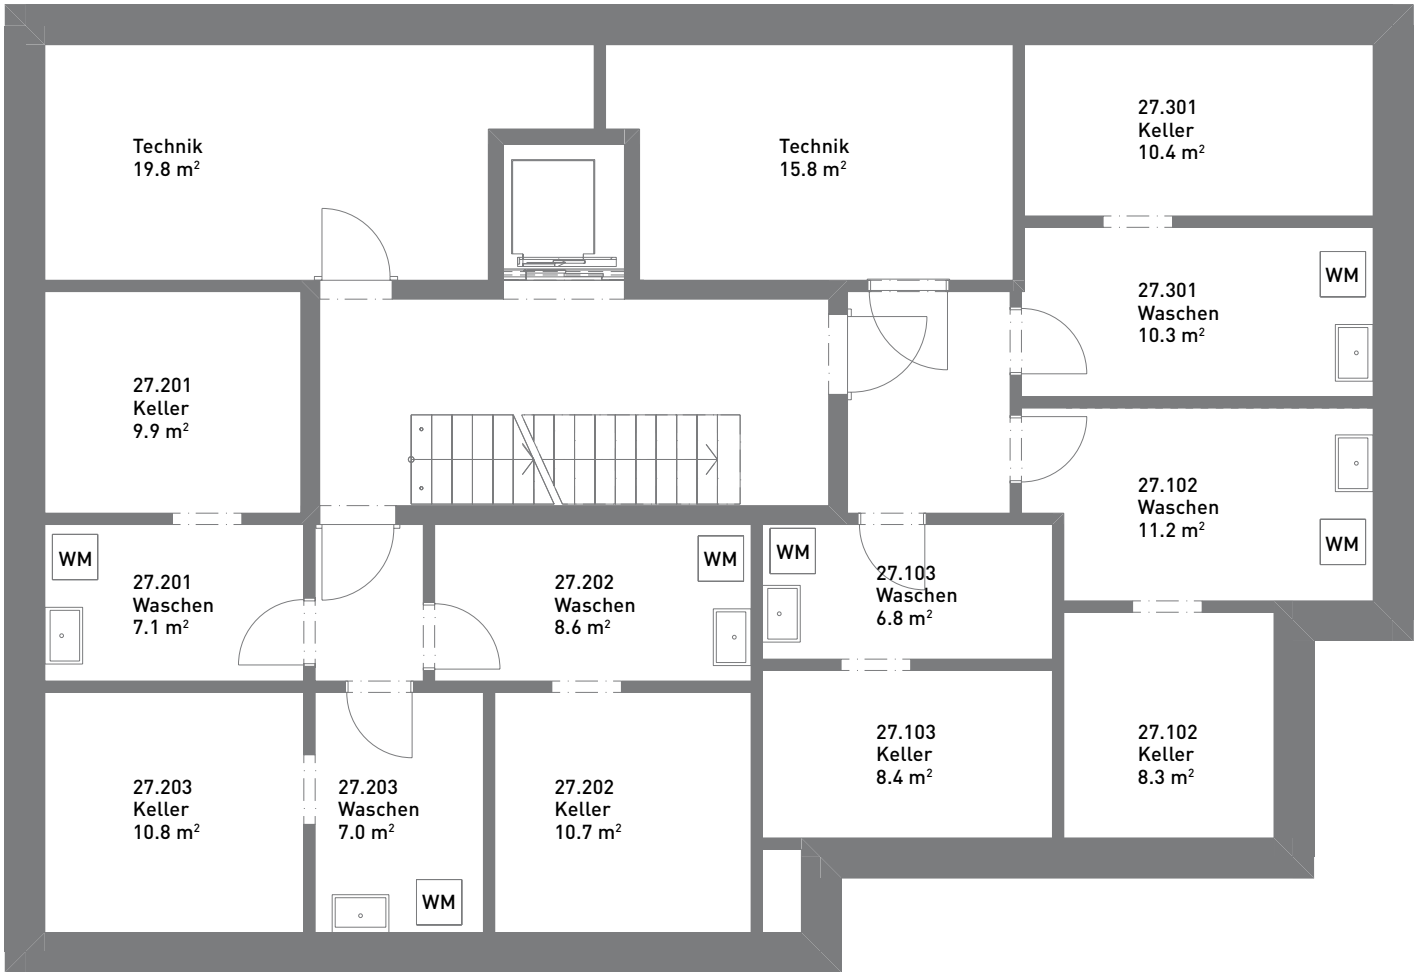 Technik
19.8 m²
Technik
15.8 m²
27.301
Keller
10.4 m²
27.301
Waschen
10.3 m²
WM
27.201
Keller
9.9 m²
27.102
Waschen
11.2 m²
WM
WM
27.201
Waschen
7.1 m²
27.202
Waschen
8.6 m²
WM
WM
27.103
Waschen
6.8 m²
27.203
Keller
10.8 m²
27.203
Waschen
7.0 m²
WM
27.202
Keller
10.7 m²
27.103
Keller
8.4 m²
27.102
Keller
8.3 m²